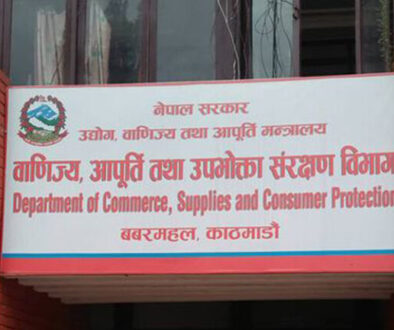 नेपाल सरकार
उद्योग, वाणिज्य तथा आपूर्ति मन्त्रालय
वाणिज्य, आपूर्ति तथा उपभोक्ता संरक्षण विभाग
Department of Commerce, Supplies and Consumer Protection
बबरमहल, काठमाडौं